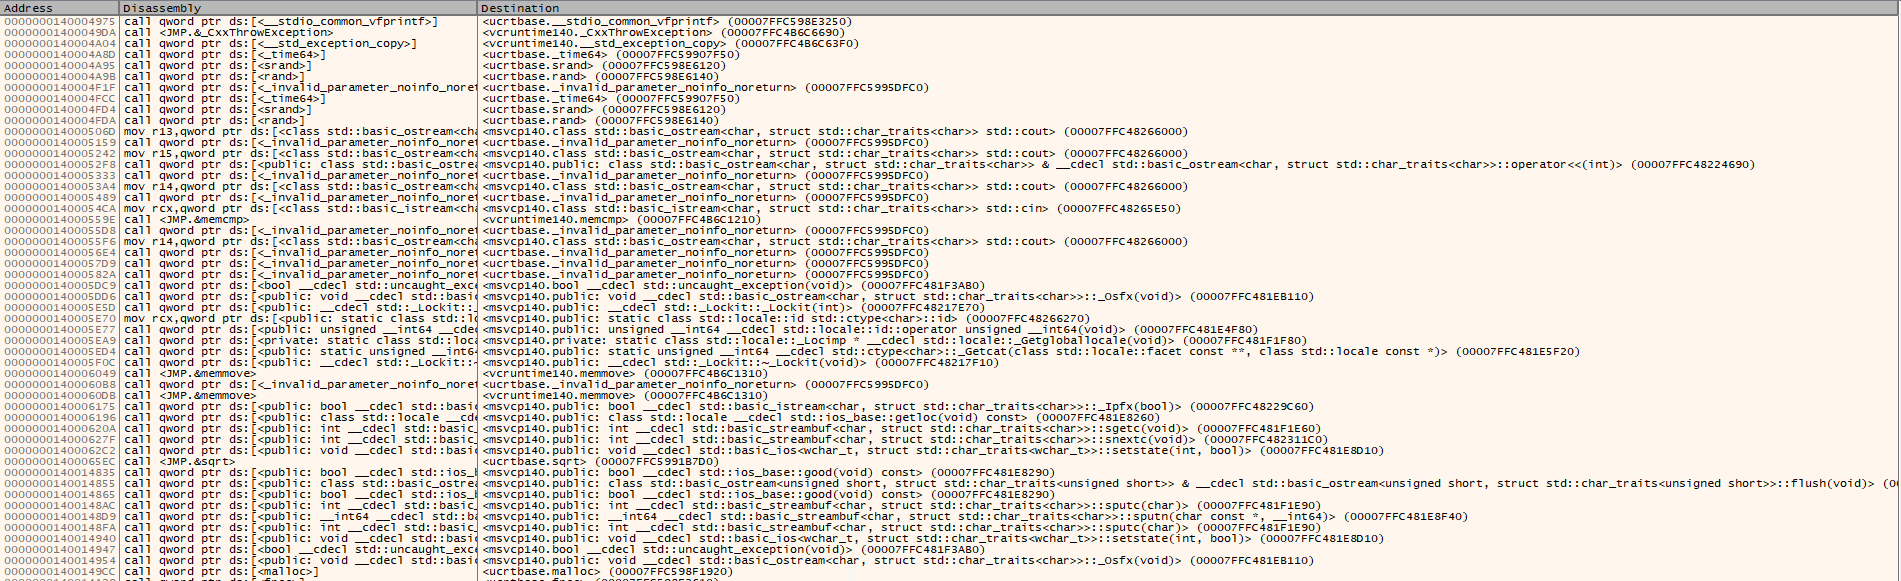 Address Disassembly Destination
0000000140004975 call qword ptr ds:[<__stdio_common_vfprintf>] <ucrtbase.__stdio_common_vfprintf> (00007FFC598E3250)
00000001400049DA call <JMP.&_CxxThrowException> <vcruntime140._CxxThrowException> (00007FFC4B6C6690)
0000000140004A04 call qword ptr ds:[<__std_exception_copy>] <vcruntime140.__std_exception_copy> (00007FFC4B6C63F0)
0000000140004A8D call qword ptr ds:[<_time64>] <ucrtbase._time64> (00007FFC59907F50)
0000000140004A95 call qword ptr ds:[<srand>] <ucrtbase.srand> (00007FFC598E6120)
0000000140004A9B call qword ptr ds:[<rand>] <ucrtbase.rand> (00007FFC598E6140)
0000000140004F1F call qword ptr ds:[<_invalid_parameter_noinfo_noret <ucrtbase._invalid_parameter_noinfo_noreturn> (00007FFC5995DFC0)
0000000140004FCC call qword ptr ds:[<_time64>] <ucrtbase._time64> (00007FFC59907F50)
0000000140004FD4 call qword ptr ds:[<srand>] <ucrtbase.srand> (00007FFC598E6120)
0000000140004FDA call qword ptr ds:[<rand>] <ucrtbase.rand> (00007FFC598E6140)
000000014000506D mov r13,qword ptr ds:[<class std::basic_ostream<cha <msvcp140.class std::basic_ostream<char, struct std::char_traits<char>> std::cout> (00007FFC48266000)
0000000140005159 call qword ptr ds:[<_invalid_parameter_noinfo_noret <ucrtbase._invalid_parameter_noinfo_noreturn> (00007FFC5995DFC0)
0000000140005242 mov r15,qword ptr ds:[<class std::basic_ostream<cha <msvcp140.class std::basic_ostream<char, struct std::char_traits<char>> std::cout> (00007FFC48266000)
00000001400052F8 call qword ptr ds:[<public: class std::basic_ostrea <msvcp140.public: class std::basic_ostream<char, struct std::char_traits<char>> & __cdecl std::basic_ostream<char, struct std::char_traits<char>>::operator<<(int)> (00007FFC48224690)
0000000140005333 call qword ptr ds:[<_invalid_parameter_noinfo_noret <ucrtbase._invalid_parameter_noinfo_noreturn> (00007FFC5995DFC0)
00000001400053A4 mov r14,qword ptr ds:[<class std::basic_ostream<cha <msvcp140.class std::basic_ostream<char, struct std::char_traits<char>> std::cout> (00007FFC48266000)
0000000140005489 call qword ptr ds:[<_invalid_parameter_noinfo_noret <ucrtbase._invalid_parameter_noinfo_noreturn> (00007FFC5995DFC0)
00000001400054CA mov rcx,qword ptr ds:[<class std::basic_istream<cha <msvcp140.class std::basic_istream<char, struct std::char_traits<char>> std::cin> (00007FFC48265E50)
000000014000559E call <JMP.&memcmp> <vcruntime140.memcmp> (00007FFC4B6C1210)
00000001400055D8 call qword ptr ds:[<_invalid_parameter_noinfo_noret <ucrtbase._invalid_parameter_noinfo_noreturn> (00007FFC5995DFC0)
00000001400055F6 mov r14,qword ptr ds:[<class std::basic_ostream<cha <msvcp140.class std::basic_ostream<char, struct std::char_traits<char>> std::cout> (00007FFC48266000)
00000001400056E4 call qword ptr ds:[<_invalid_parameter_noinfo_noret <ucrtbase._invalid_parameter_noinfo_noreturn> (00007FFC5995DFC0)
00000001400057D9 call qword ptr ds:[<_invalid_parameter_noinfo_noret <ucrtbase._invalid_parameter_noinfo_noreturn> (00007FFC5995DFC0)
000000014000582A call qword ptr ds:[<_invalid_parameter_noinfo_noret <ucrtbase._invalid_parameter_noinfo_noreturn> (00007FFC5995DFC0)
0000000140005DC9 call qword ptr ds:[<bool __cdecl std::uncaught_exce <msvcp140.bool __cdecl std::uncaught_exception(void)> (00007FFC481F3AB0)
0000000140005DD6 call qword ptr ds:[<public: void __cdecl std::basic <msvcp140.public: void __cdecl std::basic_ostream<char, struct std::char_traits<char>>::_Osfx(void)> (00007FFC481EB110)
0000000140005E5D call qword ptr ds:[<public: __cdecl std::_Lockit::_ <msvcp140.public: __cdecl std::_Lockit::_Lockit(int)> (00007FFC48217E70)
0000000140005E70 mov rcx,qword ptr ds:[<public: static class std::lo <msvcp140.public: static class std::locale::id std::ctype<char>::id> (00007FFC48266270)
0000000140005E77 call qword ptr ds:[<public: unsigned __int64 __cdec <msvcp140.public: unsigned __int64 __cdecl std::locale::id::operator unsigned __int64(void)> (00007FFC481E4F80)
0000000140005EA9 call qword ptr ds:[<private: static class std::loca <msvcp140.private: static class std::locale::_Locimp * __cdecl std::locale::_Getgloballocale(void)> (00007FFC481F1F80)
0000000140005ED4 call qword ptr ds:[<public: static unsigned __int64 <msvcp140.public: static unsigned __int64 __cdecl std::ctype<char>::_Getcat(class std::locale::facet const **, class std::locale const *)> (00007FFC481E5F20)
0000000140005F0C call qword ptr ds:[<public: __cdecl std::_Lockit::~ <msvcp140.public: __cdecl std::_Lockit::~_Lockit(void)> (00007FFC48217F10)
0000000140006049 call <JMP.&memmove> <vcruntime140.memmove> (00007FFC4B6C1310)
00000001400060B8 call qword ptr ds:[<_invalid_parameter_noinfo_noret <ucrtbase._invalid_parameter_noinfo_noreturn> (00007FFC5995DFC0)
00000001400060DB call <JMP.&memmove> <vcruntime140.memmove> (00007FFC4B6C1310)
0000000140006175 call qword ptr ds:[<public: bool __cdecl std::basic <msvcp140.public: bool __cdecl std::basic_istream<char, struct std::char_traits<char>>::_Ipfx(bool)> (00007FFC48229C60)
0000000140006196 call qword ptr ds:[<public: class std::locale __cde <msvcp140.public: class std::locale __cdecl std::ios_base::getloc(void) const> (00007FFC481E8260)
000000014000620A call qword ptr ds:[<public: int __cdecl std::basic_ <msvcp140.public: int __cdecl std::basic_streambuf<char, struct std::char_traits<char>>::sgetc(void)> (00007FFC481F1E60)
000000014000627F call qword ptr ds:[<public: int __cdecl std::basic_ <msvcp140.public: int __cdecl std::basic_streambuf<char, struct std::char_traits<char>>::snextc(void)> (00007FFC482311C0)
00000001400062C2 call qword ptr ds:[<public: void __cdecl std::basic <msvcp140.public: void __cdecl std::basic_ios<wchar_t, struct std::char_traits<wchar_t>>::setstate(int, bool)> (00007FFC481E8D10)
00000001400065EC call <JMP.&sqrt> <ucrtbase.sqrt> (00007FFC5991B7D0)
0000000140014835 call qword ptr ds:[<public: bool __cdecl std::ios_b <msvcp140.public: bool __cdecl std::ios_base::good(void) const> (00007FFC481E8290)
0000000140014855 call qword ptr ds:[<public: class std::basic_ostrea <msvcp140.public: class std::basic_ostream<unsigned short, struct std::char_traits<unsigned short>> & __cdecl std::basic_ostream<unsigned short, struct std::char_traits<unsigned short>>::flush(void)> (00
0000000140014865 call qword ptr ds:[<public: bool __cdecl std::ios_b <msvcp140.public: bool __cdecl std::ios_base::good(void) const> (00007FFC481E8290)
00000001400148AC call qword ptr ds:[<public: int __cdecl std::basic_ <msvcp140.public: int __cdecl std::basic_streambuf<char, struct std::char_traits<char>>::sputc(char)> (00007FFC481F1E90)
00000001400148D9 call qword ptr ds:[<public: __int64 __cdecl std::ba <msvcp140.public: __int64 __cdecl std::basic_streambuf<char, struct std::char_traits<char>>::sputn(char const *, __int64)> (00007FFC481E8F40)
00000001400148FA call qword ptr ds:[<public: int __cdecl std::basic_ <msvcp140.public: int __cdecl std::basic_streambuf<char, struct std::char_traits<char>>::sputc(char)> (00007FFC481F1E90)
0000000140014940 call qword ptr ds:[<public: void __cdecl std::basic <msvcp140.public: void __cdecl std::basic_ios<wchar_t, struct std::char_traits<wchar_t>>::setstate(int, bool)> (00007FFC481E8D10)
0000000140014947 call qword ptr ds:[<bool __cdecl std::uncaught_exce <msvcp140.bool __cdecl std::uncaught_exception(void)> (00007FFC481F3AB0)
0000000140014954 call qword ptr ds:[<public: void __cdecl std::basic <msvcp140.public: void __cdecl std::basic_ostream<char, struct std::char_traits<char>>::_Osfx(void)> (00007FFC481EB110)
00000001400149CC call qword ptr ds:[<malloc>] <ucrtbase.malloc> (00007FFC598F1920)